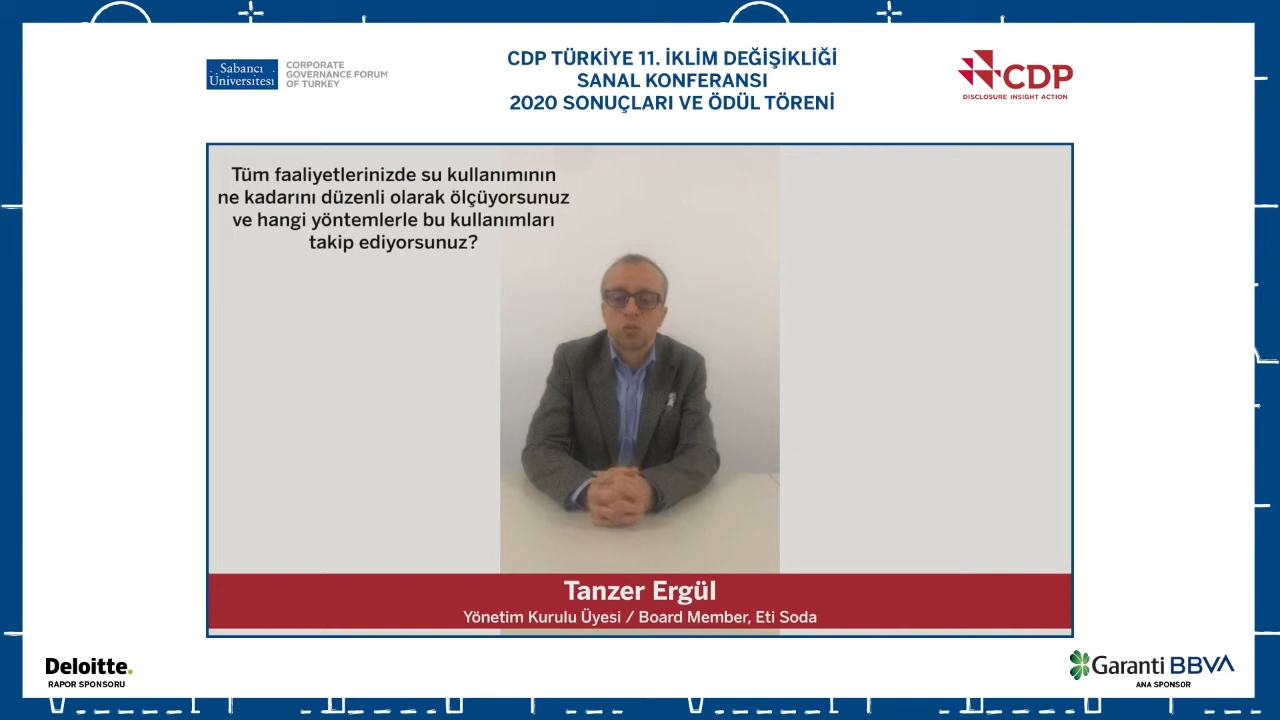 Sabancı
Üniversitesi
CORPORATE
GOVERNANCE FORUM
OF TURKEY
CDP TÜRKİYE 11. İKLİM DEĞİŞİKLİĞİ
SANAL KONFERANSI
2020 SONUÇLARI VE ÖDÜL TÖRENİ
CDP
DISCLOSURE INSIGHT ACTION
Tüm faaliyetlerinizde su kullanımının
ne kadarını düzenli olarak ölçüyorsunuz
ve hangi yöntemlerle bu kullanımları
takip ediyorsunuz?
Tanzer Ergül
Yönetim Kurulu Üyesi / Board Member, Eti Soda
Deloitte.
RAPOR SPONSORU
Garanti BBVA
ANA SPONSOR